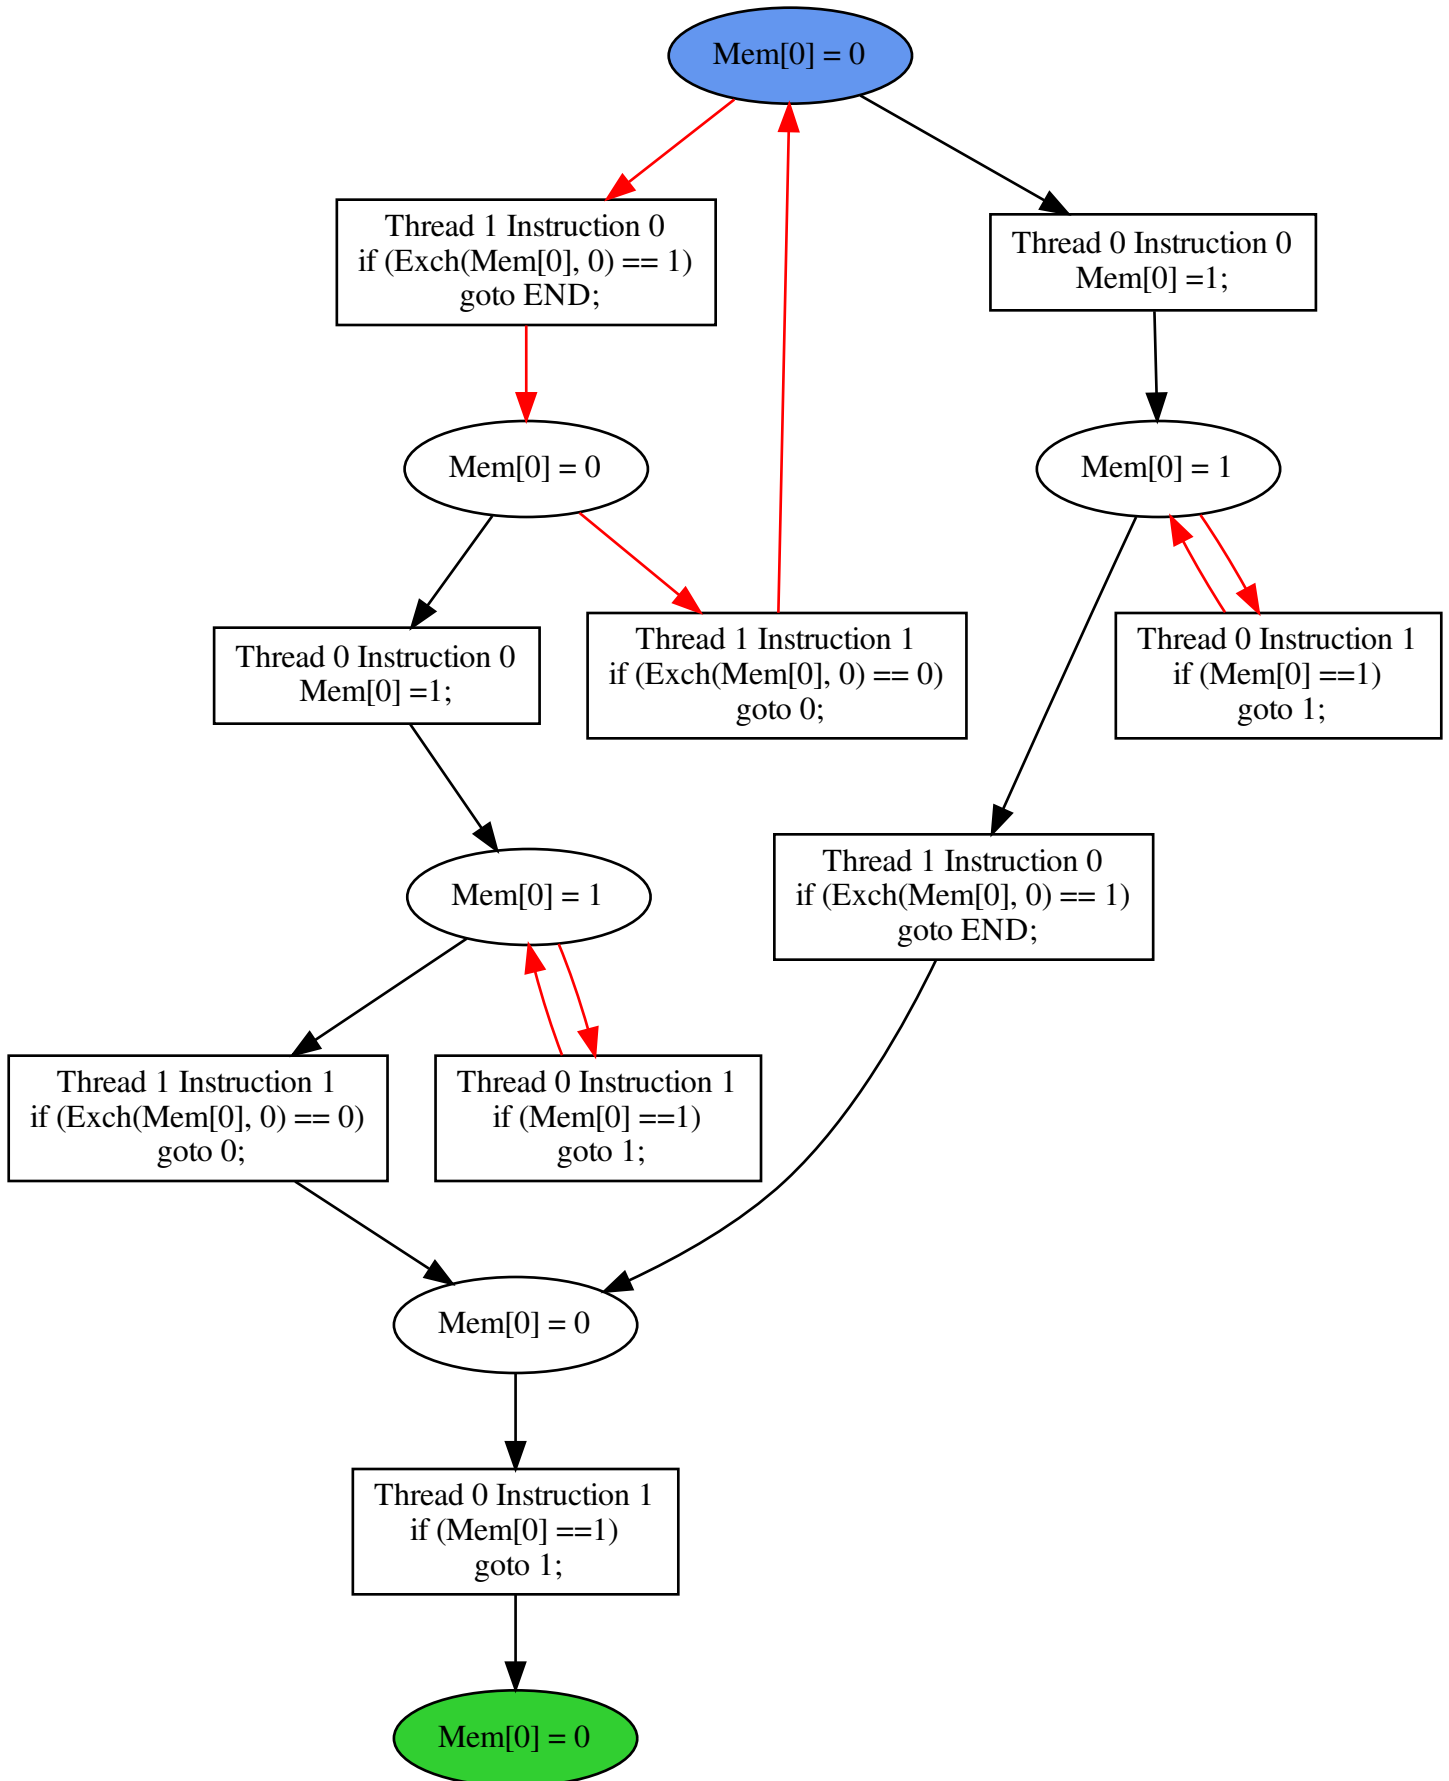 Mem[0] = 0
Thread 1 Instruction 0
if (Exch(Mem[0], 0) == 1)
goto END;
Thread 0 Instruction 0
Mem[0] =1;
Mem[0] = 0
Mem[0] = 1
Thread 0 Instruction 0
Mem[0] =1;
Thread 1 Instruction 1
if (Exch(Mem[0], 0) == 0)
goto 0;
Thread 0 Instruction 1
if (Mem[0] ==1)
goto 1;
Mem[0] = 1
Thread 1 Instruction 0
if (Exch(Mem[0], 0) == 1)
goto END;
Thread 1 Instruction 1
if (Exch(Mem[0], 0) == 0)
goto 0;
Thread 0 Instruction 1
if (Mem[0] ==1)
goto 1;
Mem[0] = 0
Thread 0 Instruction 1
if (Mem[0] ==1)
goto 1;
Mem[0] = 0